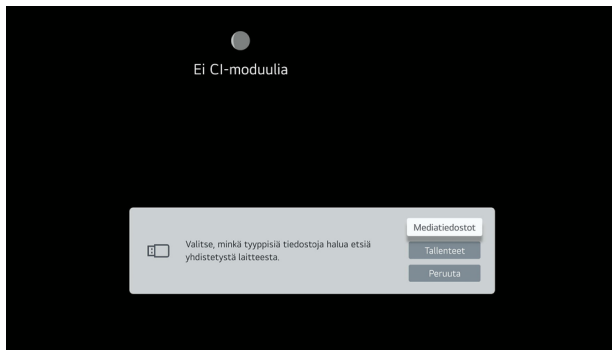 Ei CI-moduulia
Valitse, minkä tyyppisiä tiedostoja halua etsiä
yhdistetystä laitteesta.
Mediatiedostot
Tallenteet
Peruuta